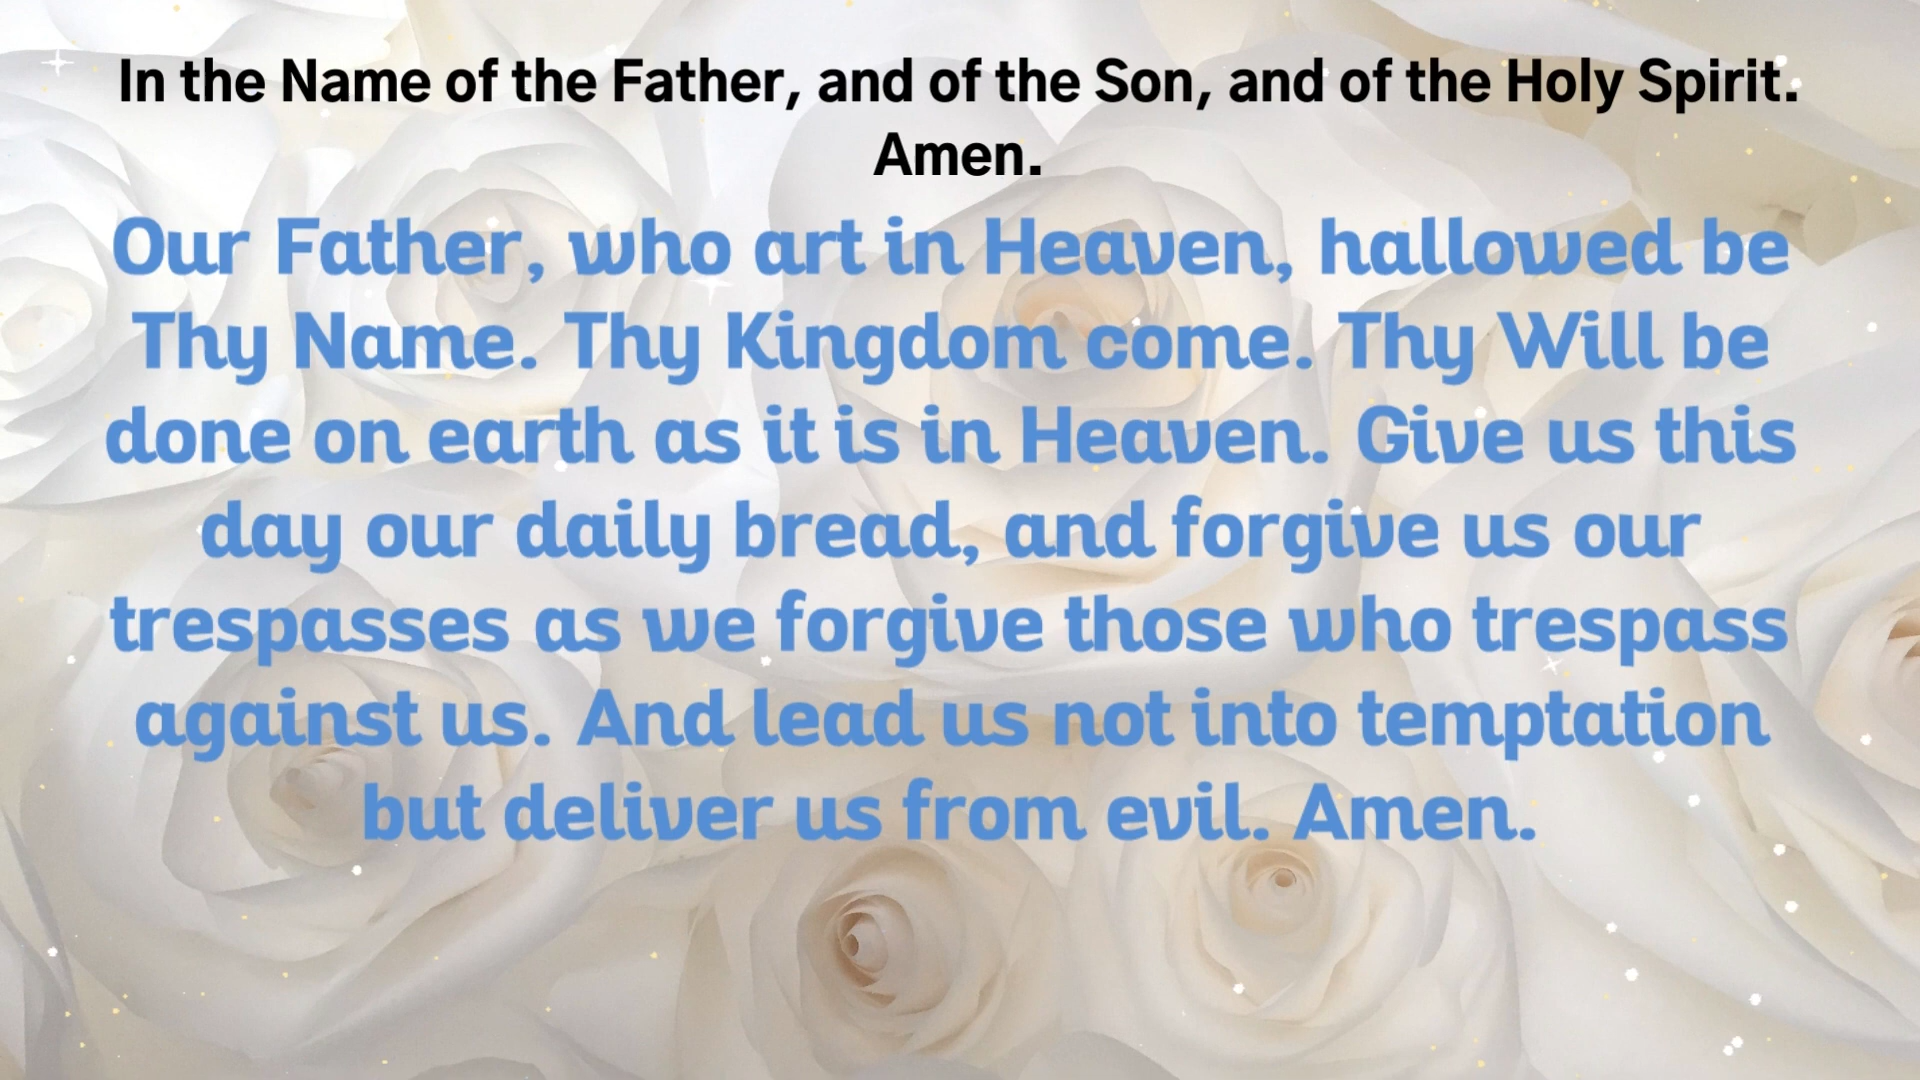 In the Name of the Father, and of the Son, and of the Holy Spirit.
Amen.
Our Father, who art in Heaven, hallowed be
Thy Name. Thy Kingdom come. Thy Will be
done on earth as it is in Heaven. Give us this
day our daily bread, and forgive us our
trespasses as we forgive those who trespass
against us. And lead us not into temptation
but deliver us from evil. Amen.